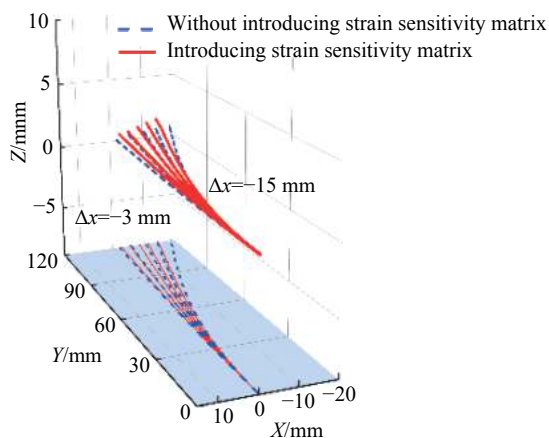 Without introducing strain sensitivity matrix
Introducing strain sensitivity matrix
10
5
0
−5
Z/mnm
Δx=−15 mm
Δx=−3 mm
120
90
60
30
0
Y/mm
10
0
−10
−20
X/mm